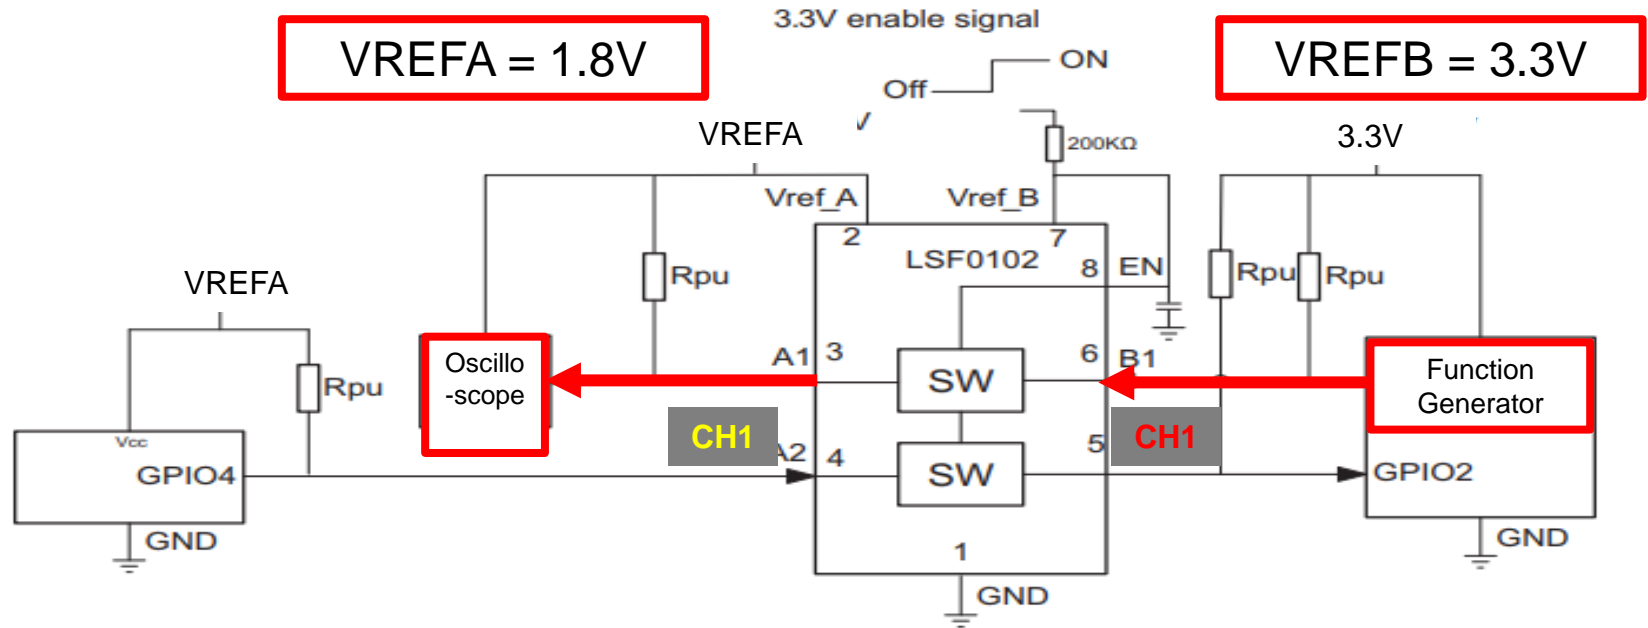 3.3V enable signal
VREFA = 1.8V
VREFB = 3.3V
ON
Off
V
VREFA
200KΩ
3.3V
Vref_A
Vref_B
2
7
LSF0102
8
EN
Rpu
Rpu
Rpu
VREFA
Oscillo
-scope
A1
3
6
B1
SW
Function
Generator
Rpu
CH1
CH1
Vcc
A2
4
5
GPIO4
SW
GPIO2
GND
GND
1
GND